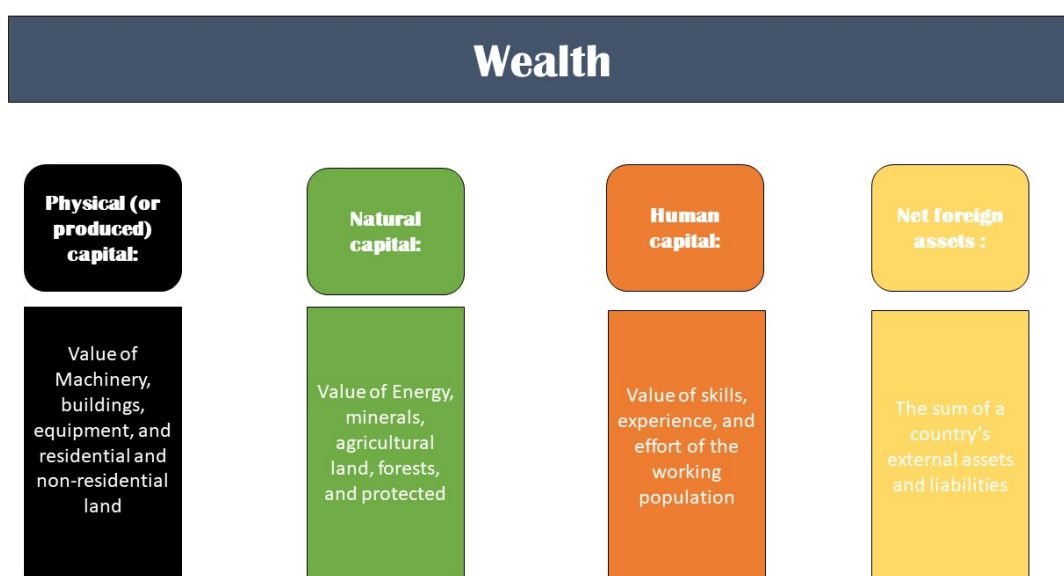 Wealth
Physical (or
produced)
capital:
Value of
Machinery,
buildings,
equipment, and
residential and
non-residential
land
Natural
capital:
Value of Energy,
minerals,
agricultural
land, forests,
and protected
Human
capital:
Value of skills,
experience, and
effort of the
working
population
Net foreign
assets :
The sum of a
country’s
external assets
and liabilities